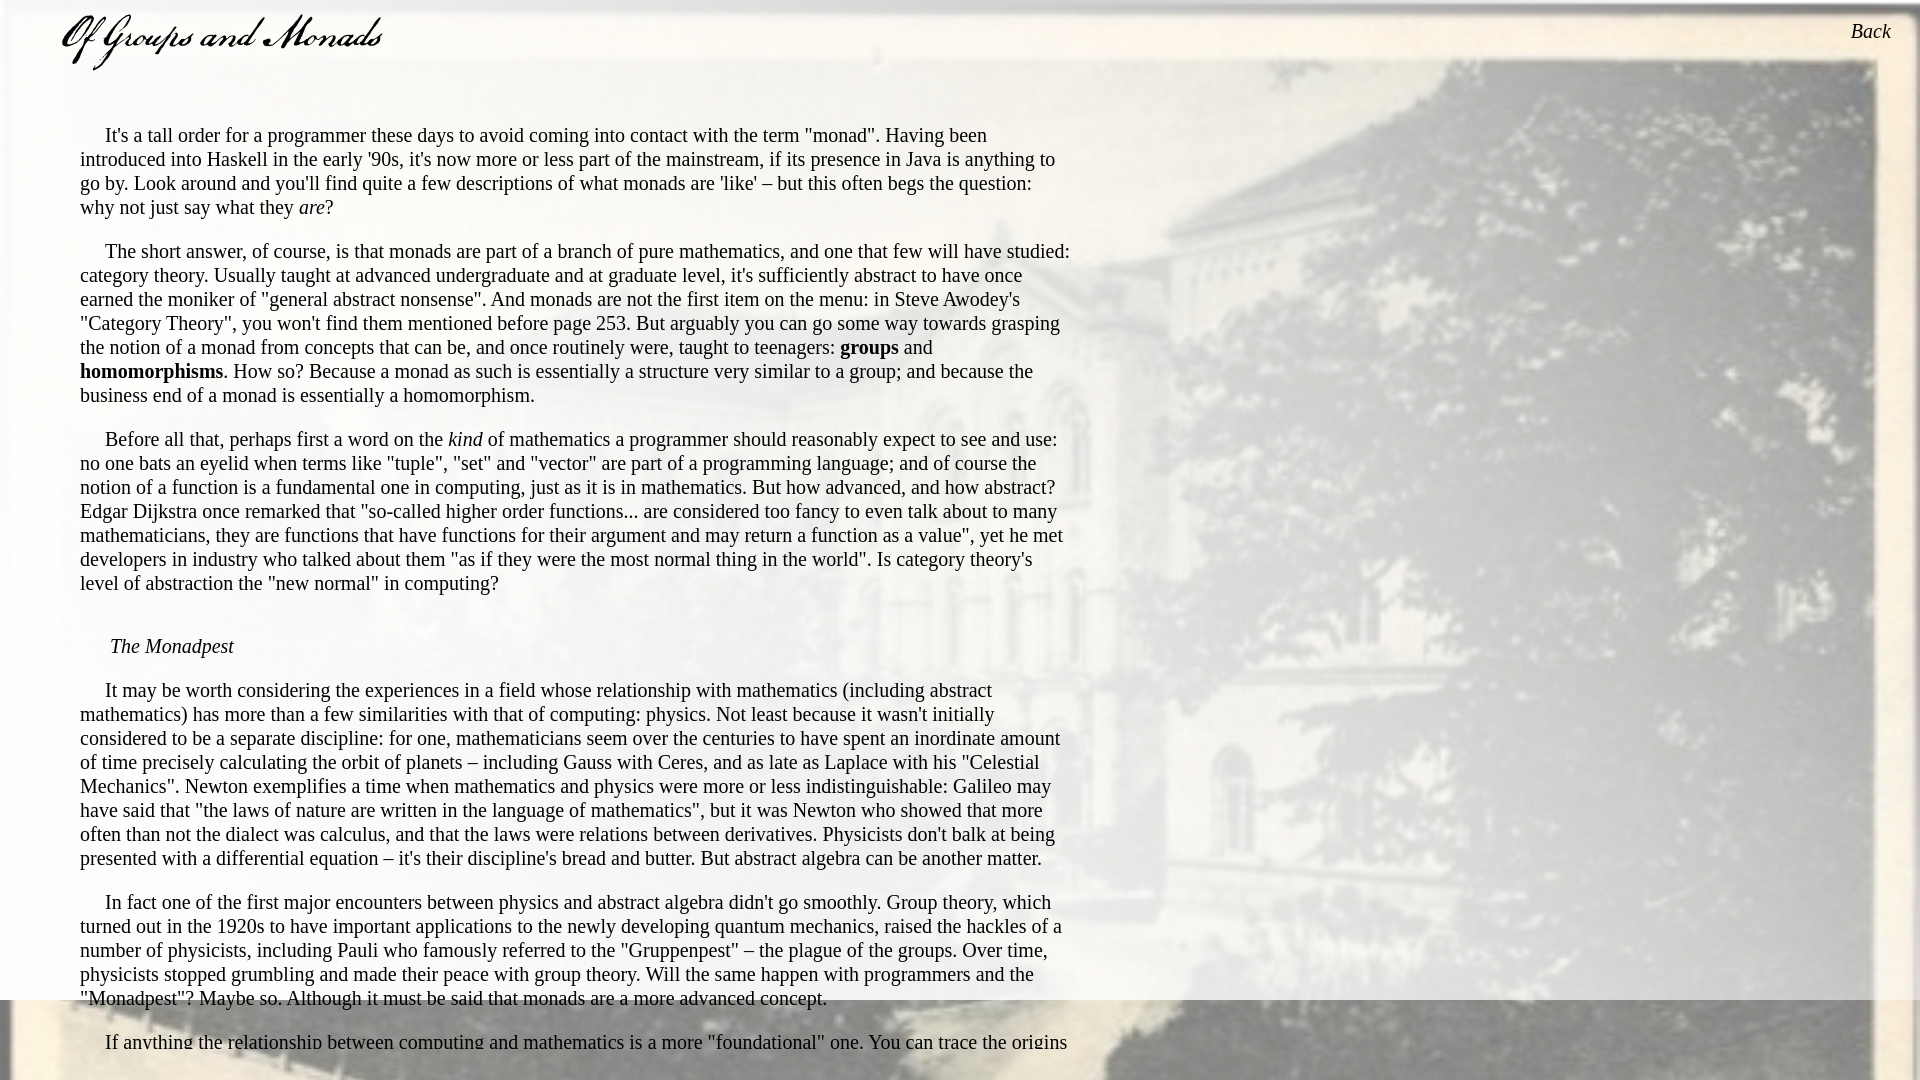 Of Groups and Monads
Back
It's a tall order for a programmer these days to avoid coming into contact with the term "monad". Having been
introduced into Haskell in the early '90s, it's now more or less part of the mainstream, if its presence in Java is anything to
go by. Look around and you'll find quite a few descriptions of what monads are 'like' – but this often begs the question:
why not just say what they are?
The short answer, of course, is that monads are part of a branch of pure mathematics, and one that few will have studied:
category theory. Usually taught at advanced undergraduate and at graduate level, it's sufficiently abstract to have once
earned the moniker of "general abstract nonsense". And monads are not the first item on the menu: in Steve Awodey's
"Category Theory", you won't find them mentioned before page 253. But arguably you can go some way towards grasping
the notion of a monad from concepts that can be, and once routinely were, taught to teenagers: groups and
homomorphisms. How so? Because a monad as such is essentially a structure very similar to a group; and because the
business end of a monad is essentially a homomorphism.
Before all that, perhaps first a word on the kind of mathematics a programmer should reasonably expect to see and use:
no one bats an eyelid when terms like "tuple", "set" and "vector" are part of a programming language; and of course the
notion of a function is a fundamental one in computing, just as it is in mathematics. But how advanced, and how abstract?
Edgar Dijkstra once remarked that "so-called higher order functions... are considered too fancy to even talk about to many
mathematicians, they are functions that have functions for their argument and may return a function as a value", yet he met
developers in industry who talked about them "as if they were the most normal thing in the world". Is category theory's
level of abstraction the "new normal" in computing?
The Monadpest
It may be worth considering the experiences in a field whose relationship with mathematics (including abstract
mathematics) has more than a few similarities with that of computing: physics. Not least because it wasn't initially
considered to be a separate discipline: for one, mathematicians seem over the centuries to have spent an inordinate amount
of time precisely calculating the orbit of planets – including Gauss with Ceres, and as late as Laplace with his "Celestial
Mechanics". Newton exemplifies a time when mathematics and physics were more or less indistinguishable: Galileo may
have said that "the laws of nature are written in the language of mathematics", but it was Newton who showed that more
often than not the dialect was calculus, and that the laws were relations between derivatives. Physicists don't balk at being
presented with a differential equation – it's their discipline's bread and butter. But abstract algebra can be another matter.
In fact one of the first major encounters between physics and abstract algebra didn't go smoothly. Group theory, which
turned out in the 1920s to have important applications to the newly developing quantum mechanics, raised the hackles of a
number of physicists, including Pauli who famously referred to the "Gruppenpest" – the plague of the groups. Over time,
physicists stopped grumbling and made their peace with group theory. Will the same happen with programmers and the
"Monadpest"? Maybe so. Although it must be said that monads are a more advanced concept.
If anything the relationship between computing and mathematics is a more "foundational" one. You can trace the origins